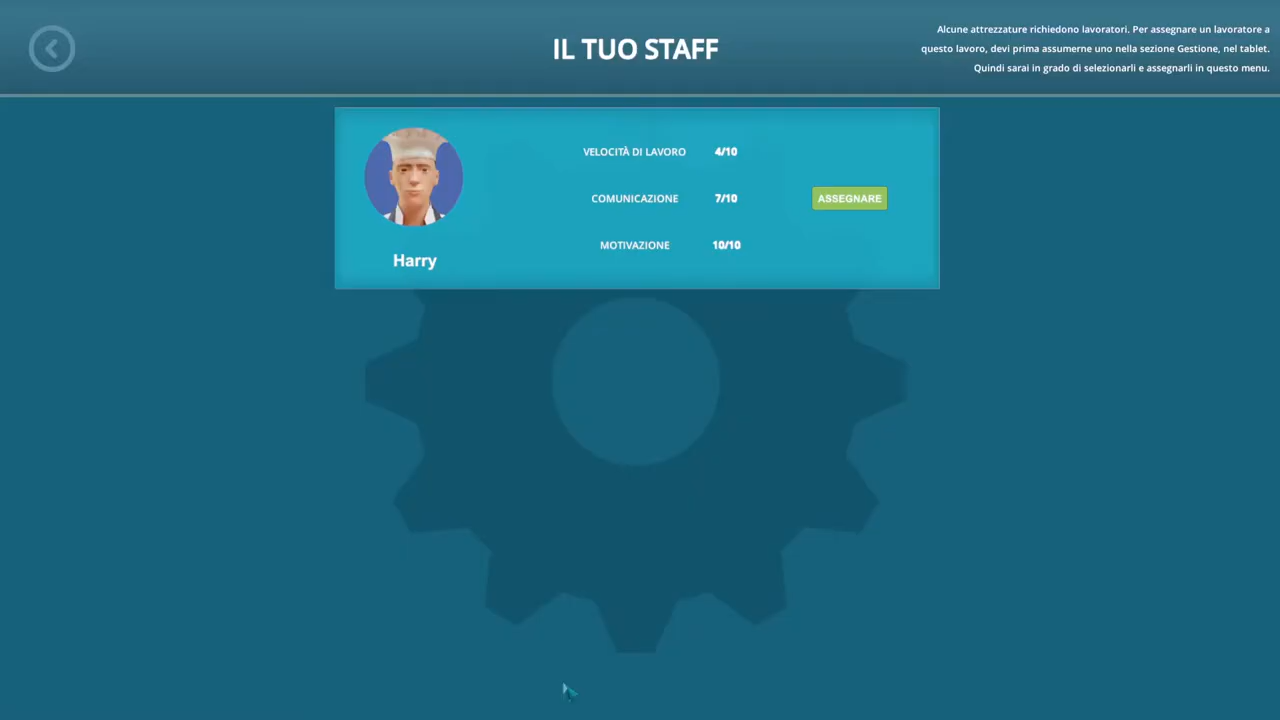 IL TUO STAFF
Alcune attrezzature richiedono lavoratori. Per assegnare un lavoratore a
questo lavoro, devi prima assumerne uno nella sezione Gestione, nel tablet.
Quindi sarai in grado di selezionarli e assegnarli in questo menu.
VELOCITÀ DI LAVORO 4/10
COMUNICAZIONE 7/10
ASSEGNARE
MOTIVAZIONE 10/10
Harry